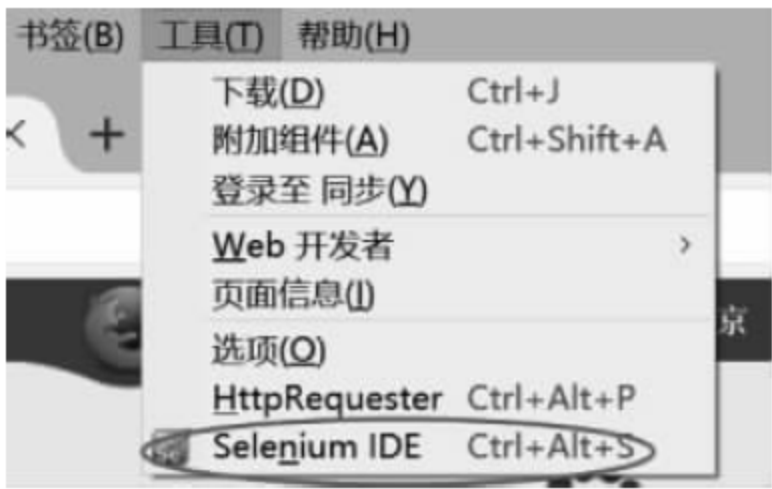 书签(B) 工具(T) 帮助(H)
下载(D) Ctrl+J
附加组件(A) Ctrl+Shift+A
登录至 同步(Y)
Web 开发者
页面信息(I)
京
选项(O)
HttpRequester Ctrl+Alt+P
Selenium IDE Ctrl+Alt+S